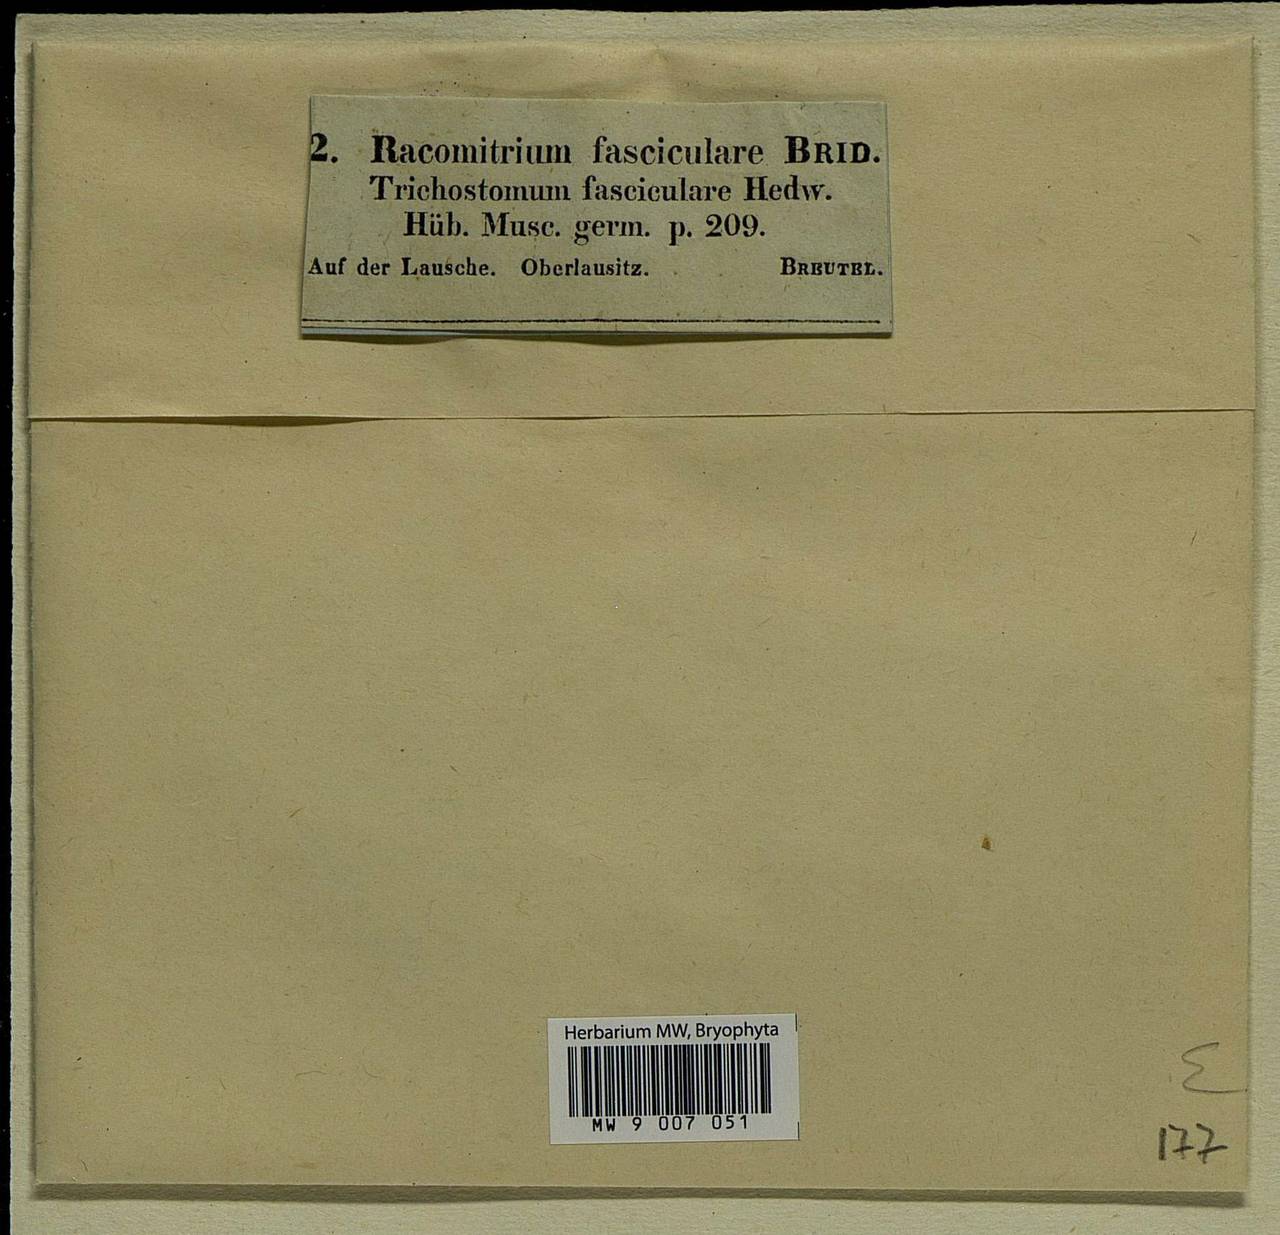 2. Racomitrium fasciculare BRID.
Trichostomum fasciculare Hedw.
Hüb. Musc. germ. p. 209.
Auf der Lausche. Oberlausitz. BREUTEL.
Herbarium MW, Bryophyta
MW 9 007 051
Σ
177